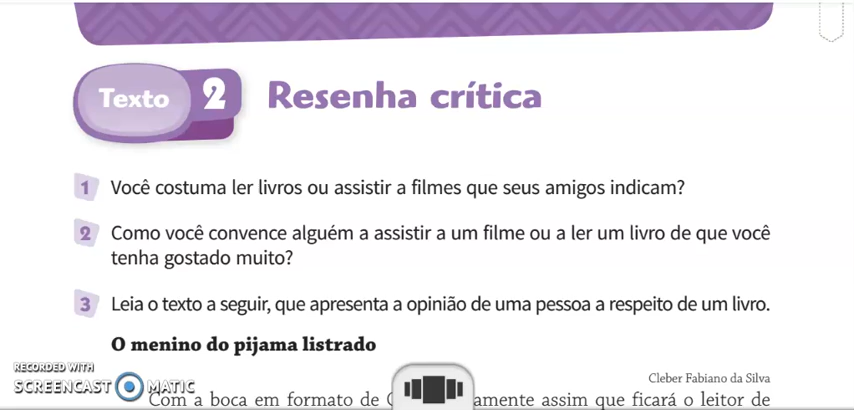 Texto 2 Resenha crítica
1 Você costuma ler livros ou assistir a filmes que seus amigos indicam?
2 Como você convence alguém a assistir a um filme ou a ler um livro de que você
tenha gostado muito?
3 Leia o texto a seguir, que apresenta a opinião de uma pessoa a respeito de um livro.
O menino do pijama listrado
RECORDED WITH
SCREENCAST MATIC
Cleber Fabiano da Silva
Com a boca em formato de assim que ficará o leitor de